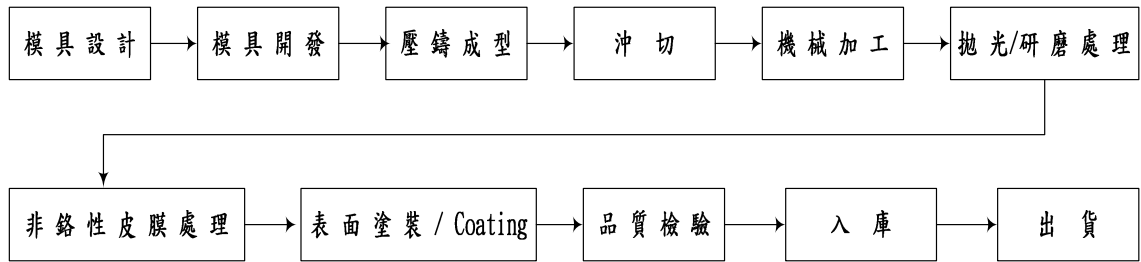 模具設計
模具開發
壓鑄成型
沖切
機械加工
拋光/研磨處理
非鉻性皮膜處理
表面塗裝 / Coating
品質檢驗
入庫
出貨